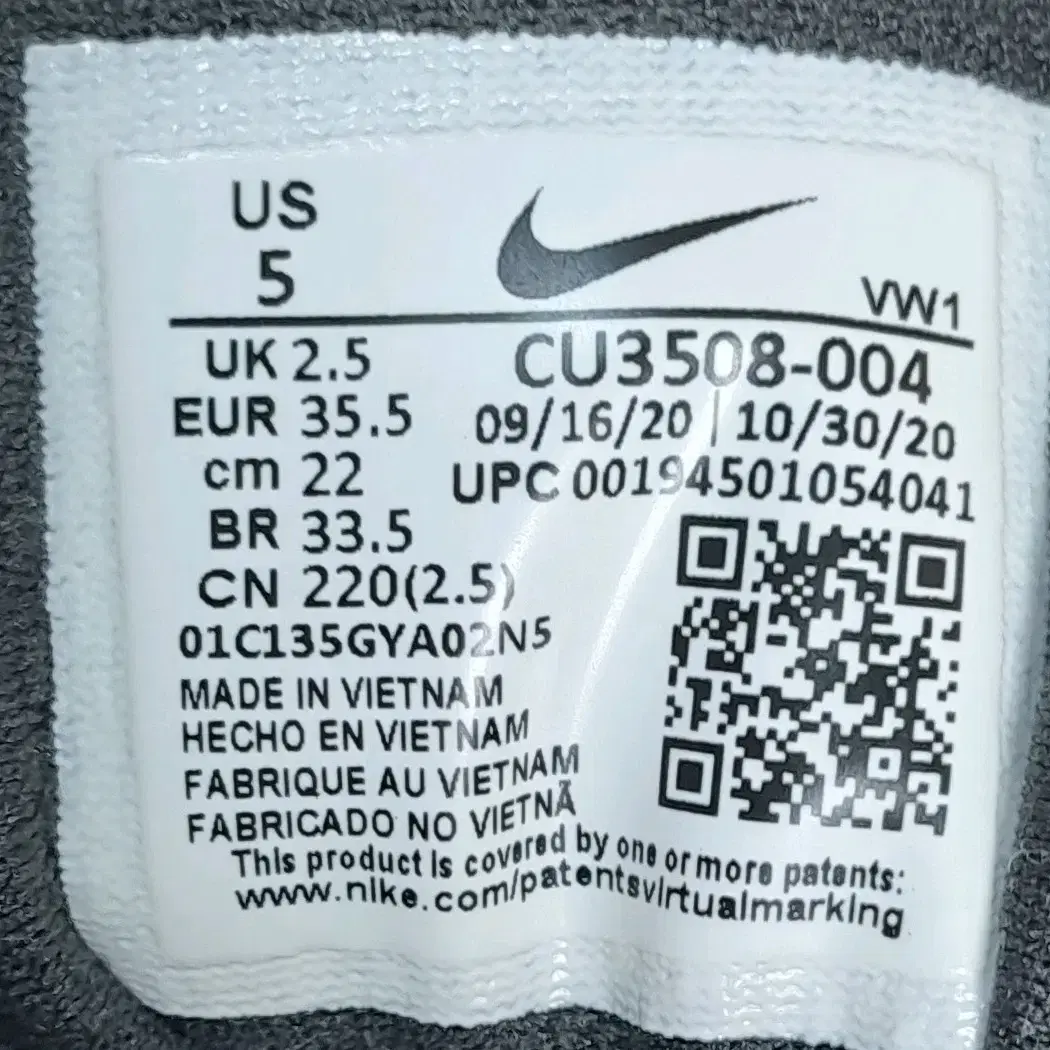 US
5
VW1
UK 2.5
CU3508-004
EUR 35.5
09/16/20 | 10/30/20
cm 22
UPC 00194501054041
BR 33.5
CN 220(2.5)
01C135GYA02N5
MADE IN VIETNAM
HECHO EN VIETNAM
FABRIQUE AU VIETNAM
FABRICADO NO VIETNÃ
This product is covered by one or more patents:
www.nike.com/patentsvirtualmarking